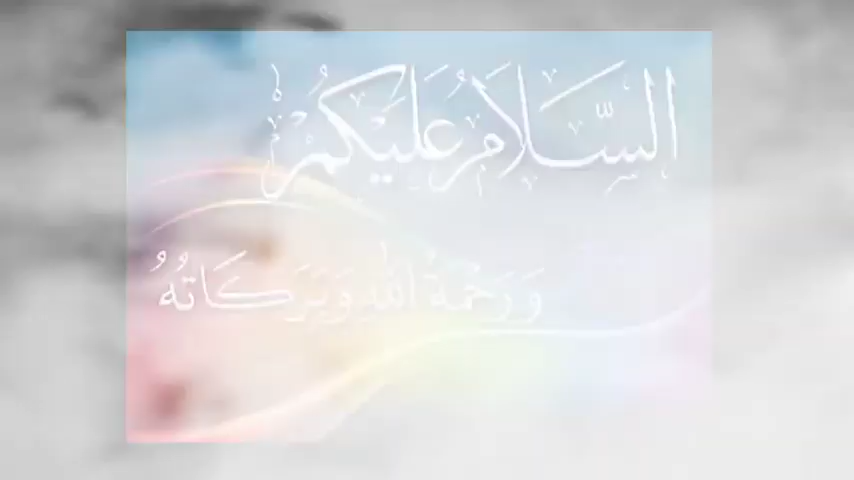 السَّلَامُ عَلَيْكُمْ
وَرَحْمَةُ اللهِ وَبَرَكَاتُهُ